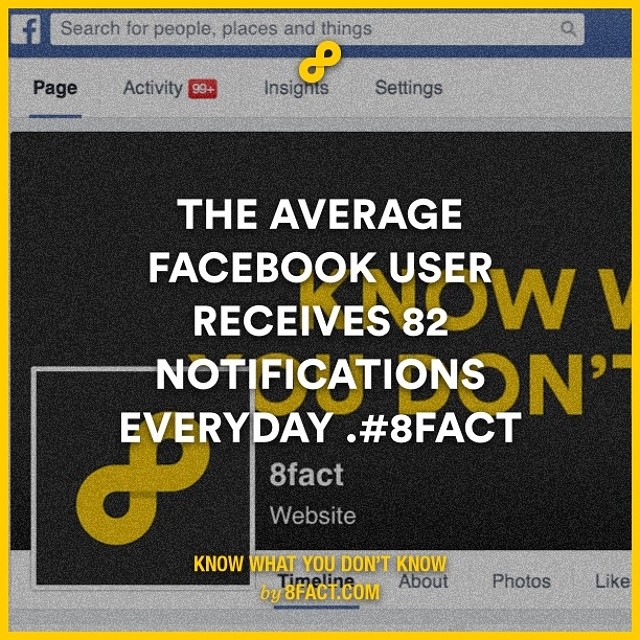 f Search for people, places and things
Page Activity 99+ Insights Settings
THE AVERAGE
FACEBOOK USER
RECEIVES 82
NOTIFICATIONS
EVERYDAY .#8FACT
KNOW W
YOU DON'T
8fact
Website
KNOW WHAT YOU DON'T KNOW
by 8FACT.COM
Timeline About Photos Like